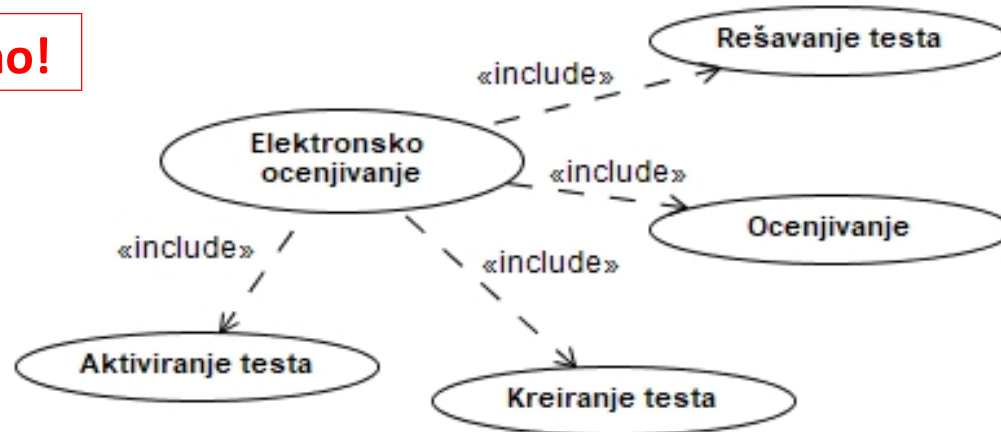 no!
Rešavanje testa
«include»
Elektronsko
ocenjivanje
«include»
Ocenjivanje
«include»
«include»
Aktiviranje testa
Kreiranje testa